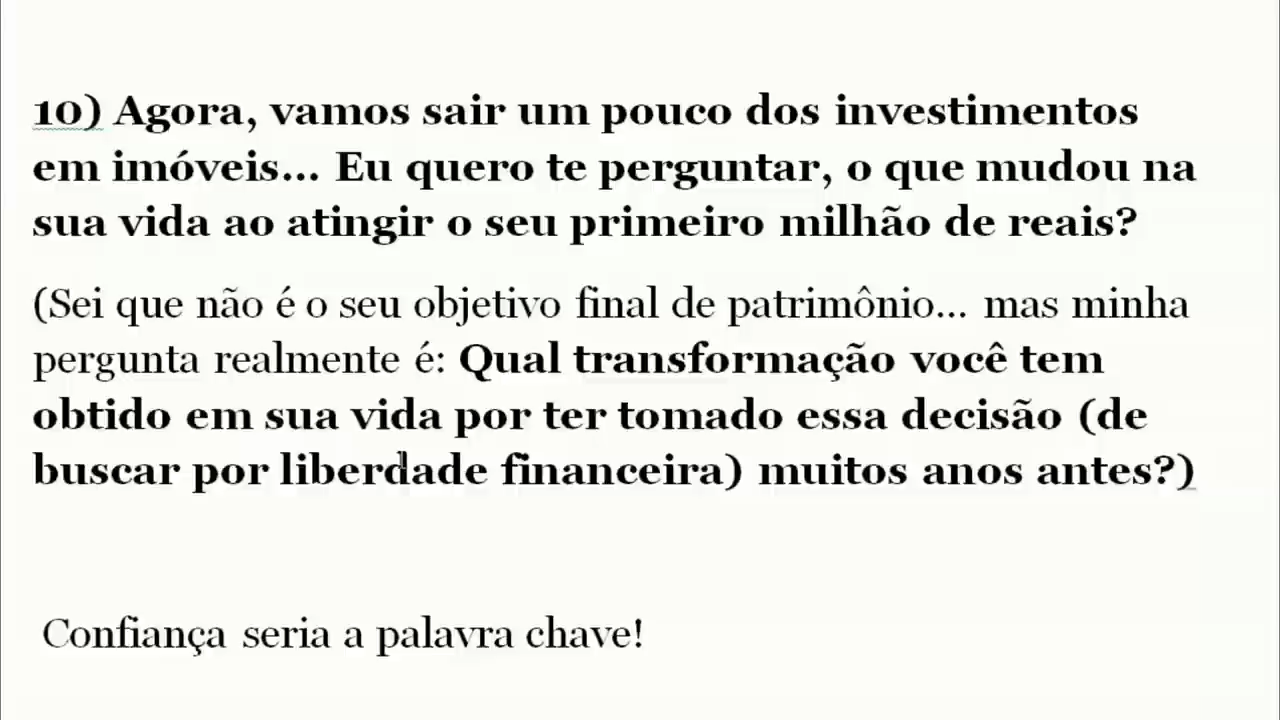 10) Agora, vamos sair um pouco dos investimentos
em imóveis... Eu quero te perguntar, o que mudou na
sua vida ao atingir o seu primeiro milhão de reais?
(Sei que não é o seu objetivo final de patrimônio... mas minha
pergunta realmente é: Qual transformação você tem
obtido em sua vida por ter tomado essa decisão (de
buscar por liberdade financeira) muitos anos antes?)
Confiança seria a palavra chave!